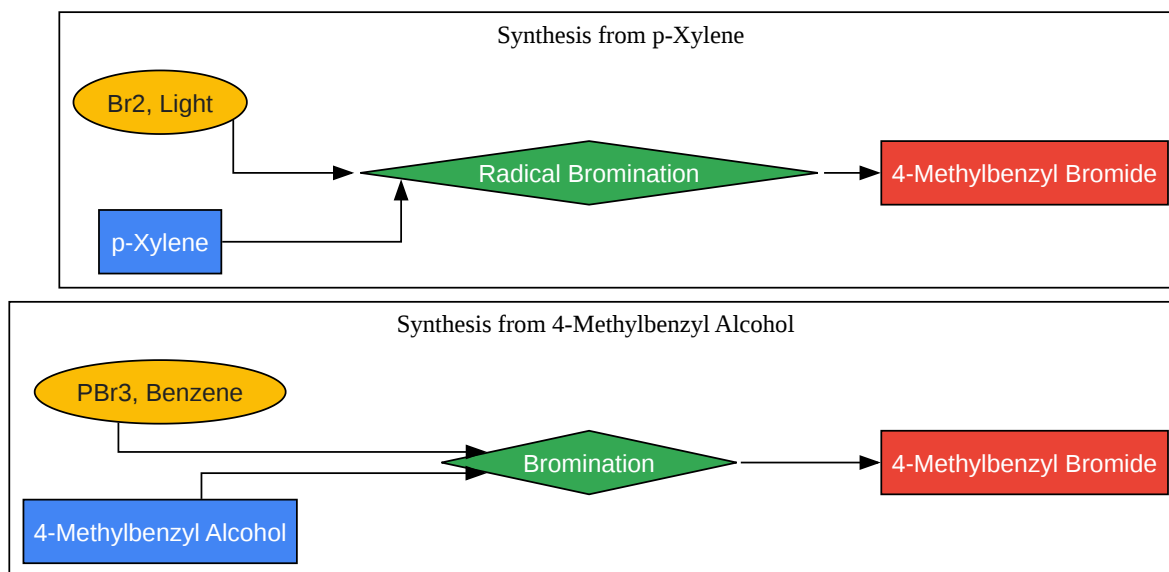 Synthesis from p-Xylene
Br2, Light
Radical Bromination
4-Methylbenzyl Bromide
p-Xylene
Synthesis from 4-Methylbenzyl Alcohol
PBr3, Benzene
Bromination
4-Methylbenzyl Bromide
4-Methylbenzyl Alcohol